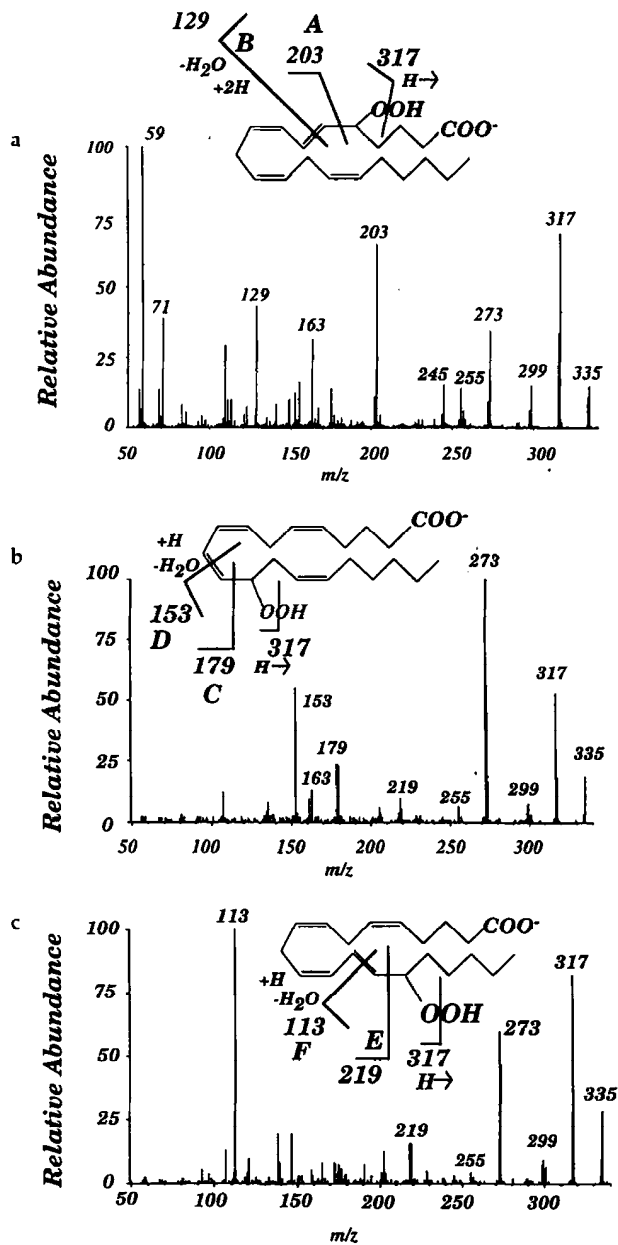 129
B
-H₂O
+2H
A
203
317
H→
OOH
COO⁻
a
Relative Abundance
100
75
50
25
0
59
71
129
163
203
245
255
273
299
317
335
50 100 150 200 250 300
m/z
b
COO⁻
+H
-H₂O
153
D
179
C
OOH
317
H→
Relative Abundance
100
75
50
25
0
153
163
179
219
255
273
299
317
335
50 100 150 200 250 300
m/z
c
COO⁻
+H
-H₂O
113
F
E
219
OOH
317
H→
Relative Abundance
100
75
50
25
0
113
219
255
273
299
317
335
50 100 150 200 250 300
m/z